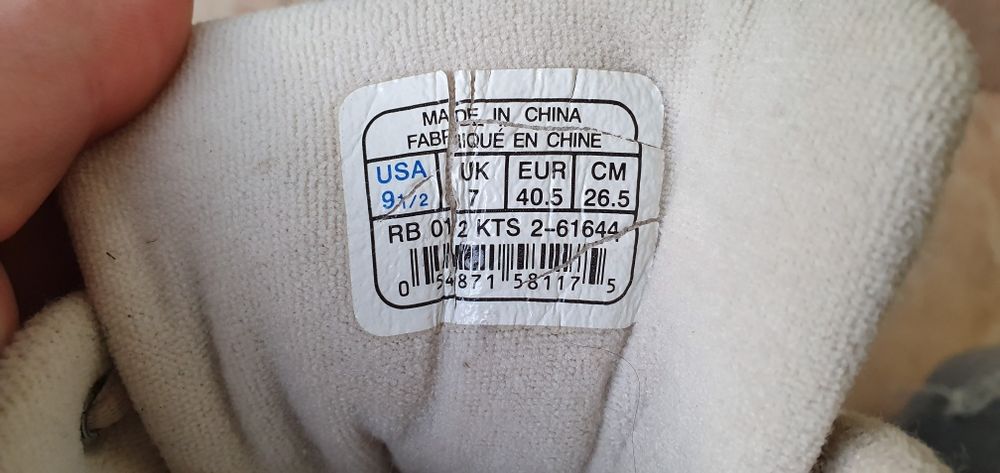 MADE IN CHINA
FABRIQUÉ EN CHINE
USA UK EUR CM
9 1/2 7 40.5 26.5
RB 012 KTS 2-61644
0 54871 58117 5